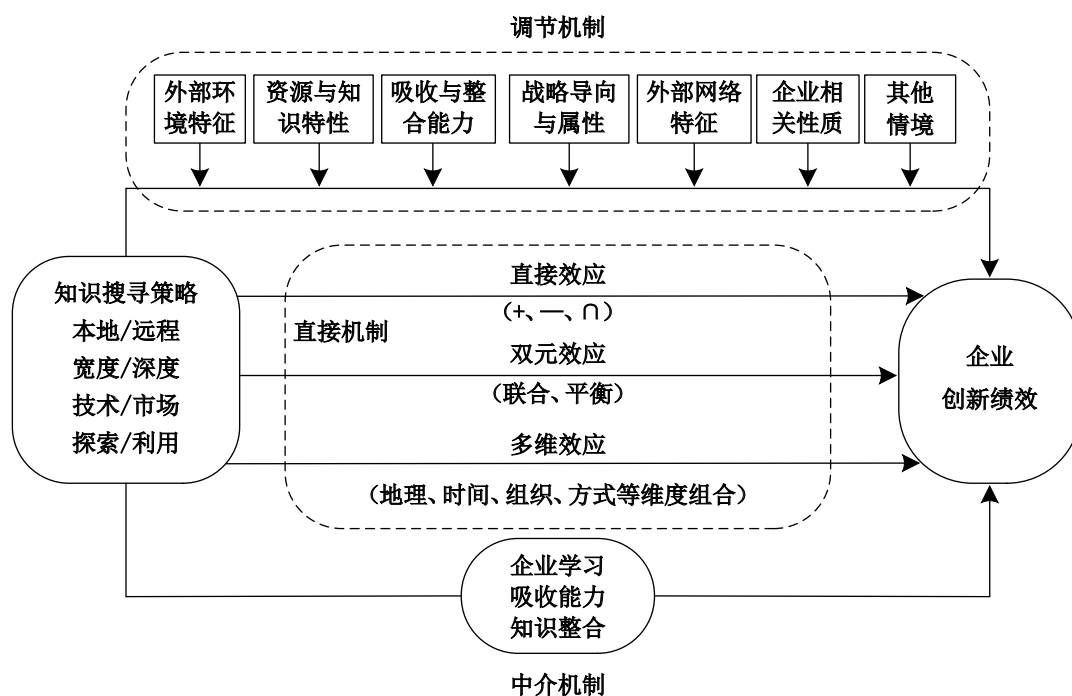 调节机制
外部环
境特征
资源与知
识特性
吸收与整
合能力
战略导向
与属性
外部网络
特征
企业相
关性质
其他
情境
知识搜寻策略
本地/远程
宽度/深度
技术/市场
探索/利用
直接机制
直接效应
（+、—、∩）
双元效应
（联合、平衡）
多维效应
（地理、时间、组织、方式等维度组合）
企业
创新绩效
企业学习
吸收能力
知识整合
中介机制